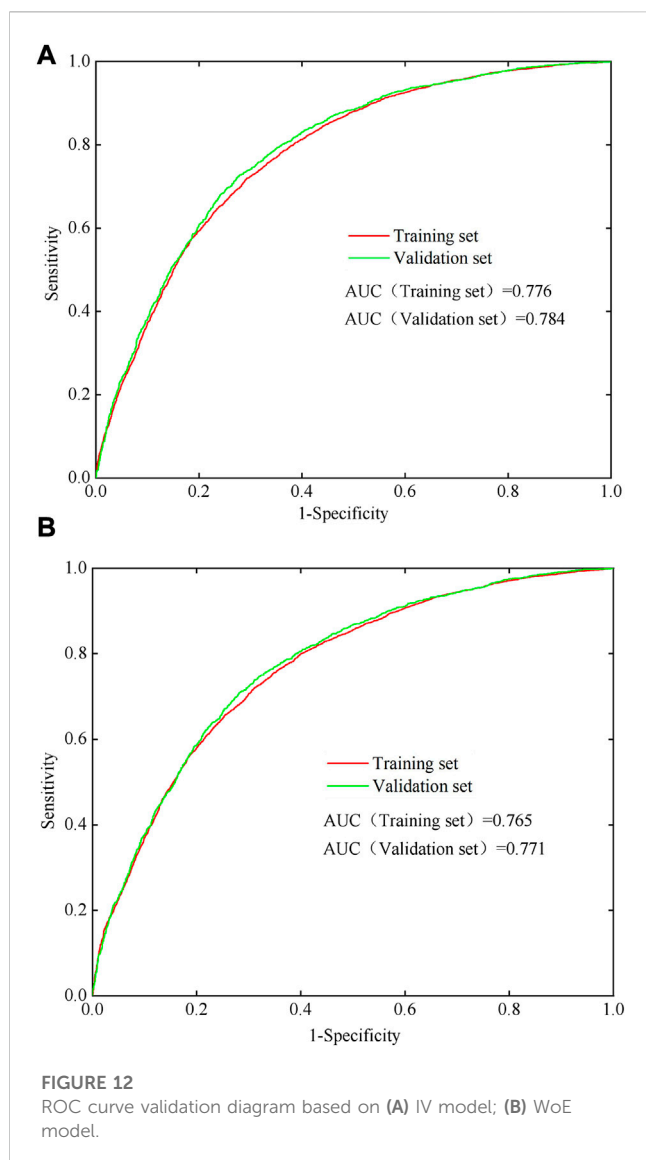 A
1.0
0.8
0.6
0.4
0.2
0.0
Sensitivity
Training set
Validation set
AUC（Training set）=0.776
AUC（Validation set）=0.784
0.0 0.2 0.4 0.6 0.8 1.0
1-Specificity
B
1.0
0.8
0.6
0.4
0.2
0.0
Sensitivity
Training set
Validation set
AUC（Training set）=0.765
AUC（Validation set）=0.771
0.0 0.2 0.4 0.6 0.8 1.0
1-Specificity
FIGURE 12
ROC curve validation diagram based on (A) IV model; (B) WoE
model.